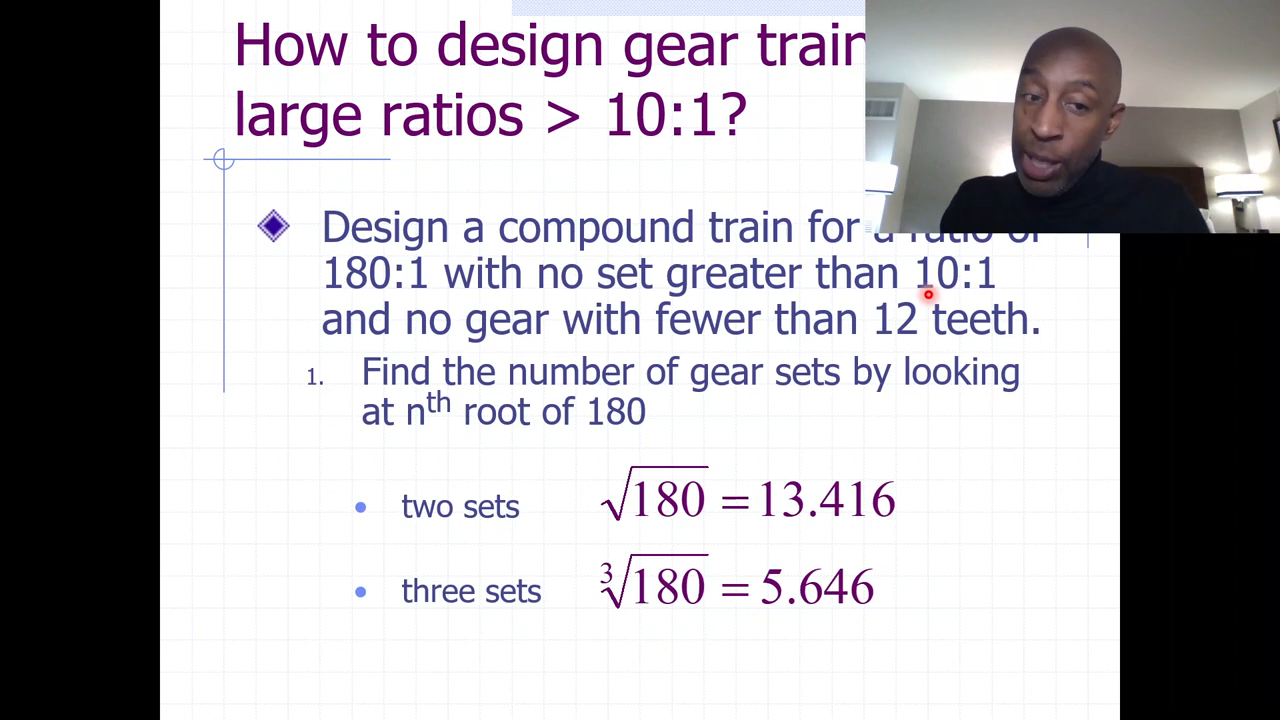 How to design gear train
large ratios > 10:1?
Design a compound train for a ratio of
180:1 with no set greater than 10:1
and no gear with fewer than 12 teeth.
1. Find the number of gear sets by looking
at nth root of 180
• two sets √180 = 13.416
• three sets ∛180 = 5.646